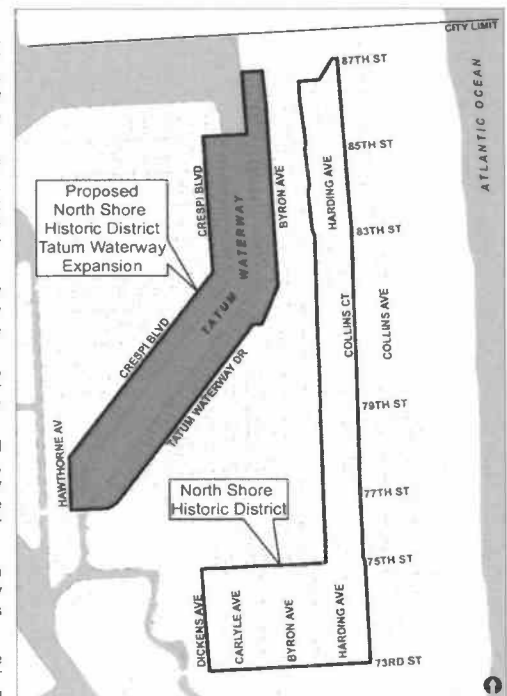 CITY LIMIT
87TH ST
ATLANTIC OCEAN
85TH ST
CRESPI BLVD
BYRON AVE
HARDING AVE
Proposed
North Shore
Historic District
Tatum Waterway
Expansion
TATUM WATERWAY
83RD ST
COLLINS CT
COLLINS AVE
CRESPI BLVD
TATUM WATERWAY DR
79TH ST
HAWTHORNE AV
North Shore
Historic District
77TH ST
75TH ST
DICKENS AVE
CARLYLE AVE
BYRON AVE
HARDING AVE
73RD ST